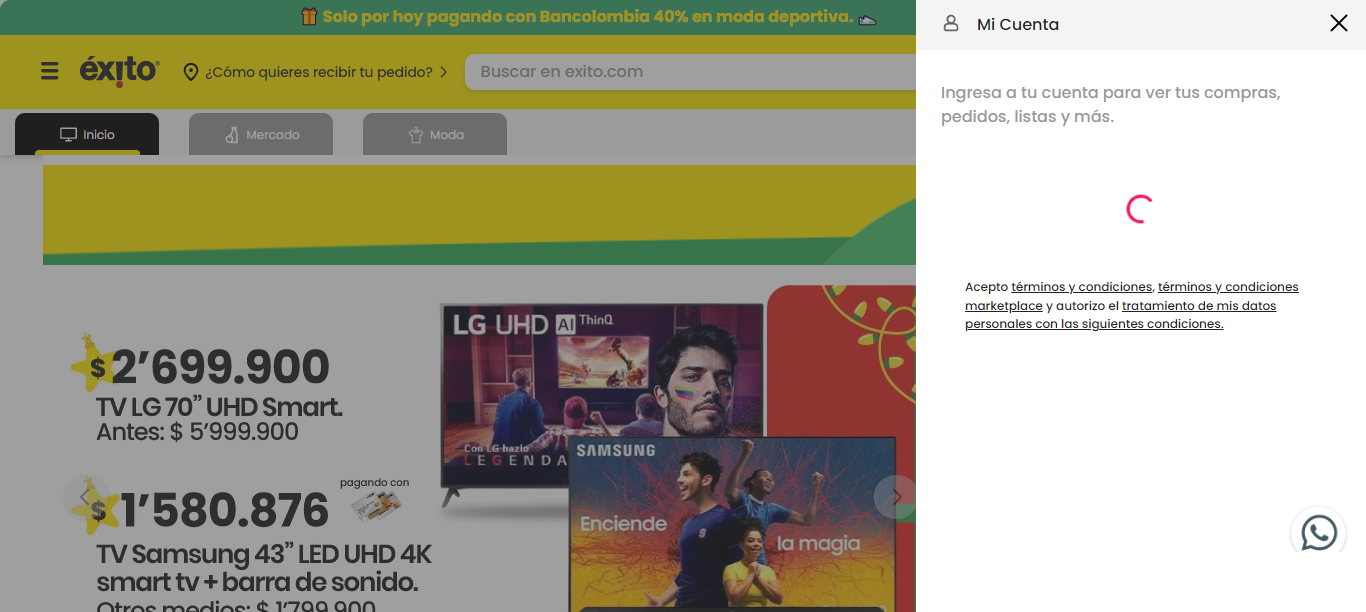 Solo por hoy pagando con Bancolombia 40% en moda deportiva.
éxito
¿Cómo quieres recibir tu pedido?
Buscar en exito.com
Inicio
Mercado
Moda
$2’699.900
TV LG 70” UHD Smart.
Antes: $ 5’999.900
pagando con
$1’580.876
TV Samsung 43” LED UHD 4K
smart tv + barra de sonido.
Otros medios: $ 1’799.900
LG UHD AI ThinQ
Con LG hazlo
LEGENDA
SAMSUNG
Enciende
la magia
Mi Cuenta
Ingresa a tu cuenta para ver tus compras,
pedidos, listas y más.
Acepto términos y condiciones, términos y condiciones
marketplace y autorizo el tratamiento de mis datos
personales con las siguientes condiciones.